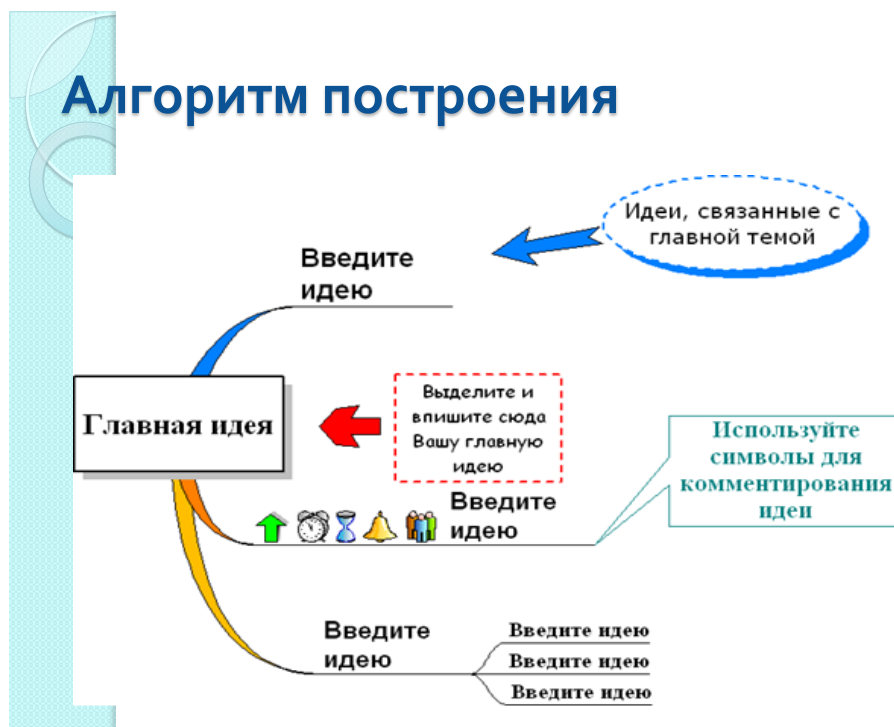 Алгоритм построения
Идеи, связанные с
главной темой
Введите
идею
Главная идея
Выделите и
впишите сюда
Вашу главную
идею
Используйте
символы для
комментирования
идеи
Введите
идею
Введите
идею
Введите идею
Введите идею
Введите идею